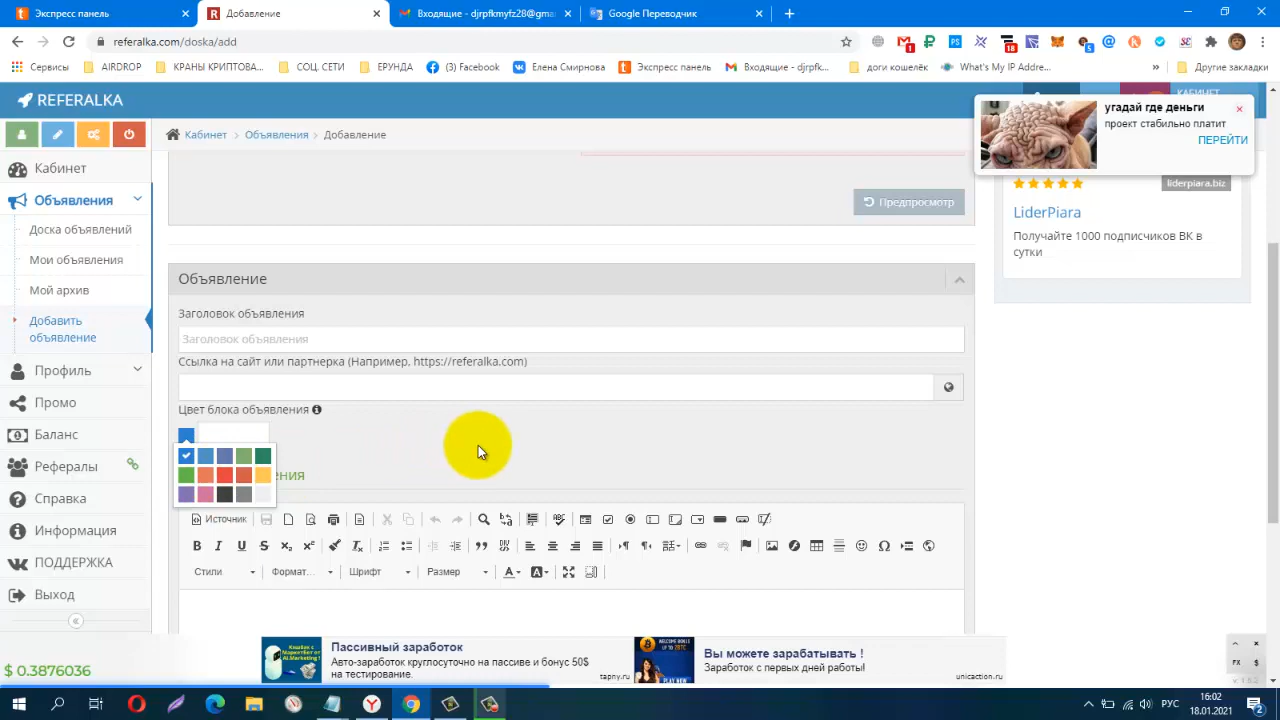 Экспресс панель
Добавление
Входящие - djrpfkmyfz28@gma
Google Переводчик
referalka.com/doska/add
Сервисы
AIRDROP
КРАНЫ КРИПТОВА...
СОЦ. СЕТИ
ЕРУНДА
(3) Facebook
Елена Смирнова
Экспресс панель
Входящие - djrpfk...
доги кошелёк
What's My IP Addre...
»
Другие закладки
REFERALKA
КАБИНЕТ
угадай где деньги
проект стабильно платит
ПЕРЕЙТИ
Кабинет > Объявления > Добавление
Кабинет
Объявления
Доска объявлений
Мои объявления
Мой архив
Добавить
объявление
Профиль
Промо
Баланс
Рефералы
Справка
Информация
ПОДДЕРЖКА
Выход
$ 0.3876036
Предпросмотр
liderpiara.biz
LiderPiara
Получайте 1000 подписчиков ВК в
сутки
Объявление
Заголовок объявления
Заголовок объявления
Ссылка на сайт или партнерка (Например, https://referalka.com)
Цвет блока объявления
ния
Источник
Стили
Формат...
Шрифт
Размер
Пассивный заработок
Авто-заработок круглосуточно на пассиве и бонус 50$
на тестирование.
tapny.ru
Вы можете зарабатывать !
Заработок с первых дней работы!
unicaction.ru
FX
$
v 1.8.2
РУС
16:02
18.01.2021